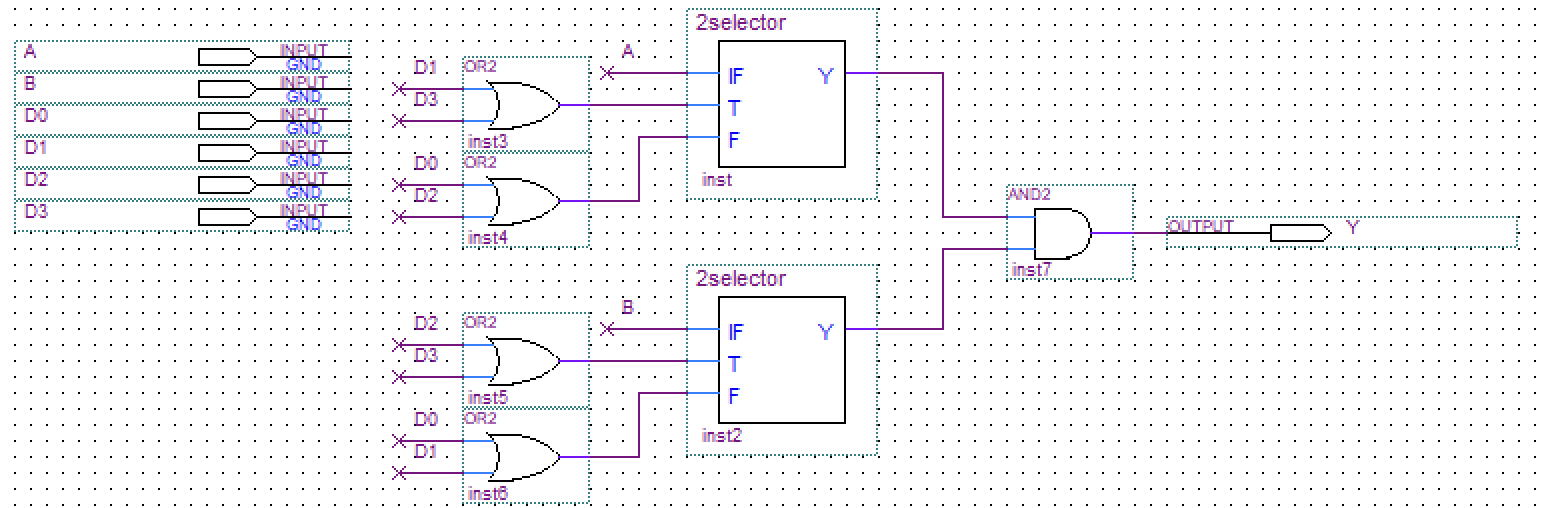 A INPUT
GND
B INPUT
GND
D0 INPUT
GND
D1 INPUT
GND
D2 INPUT
GND
D3 INPUT
GND
D1
D3
OR2
inst3
D0
D2
OR2
inst4
A
2selector
IF Y
T
F
inst
D2
D3
OR2
inst5
D0
D1
OR2
inst6
B
2selector
IF Y
T
F
inst2
AND2
inst7
OUTPUT Y